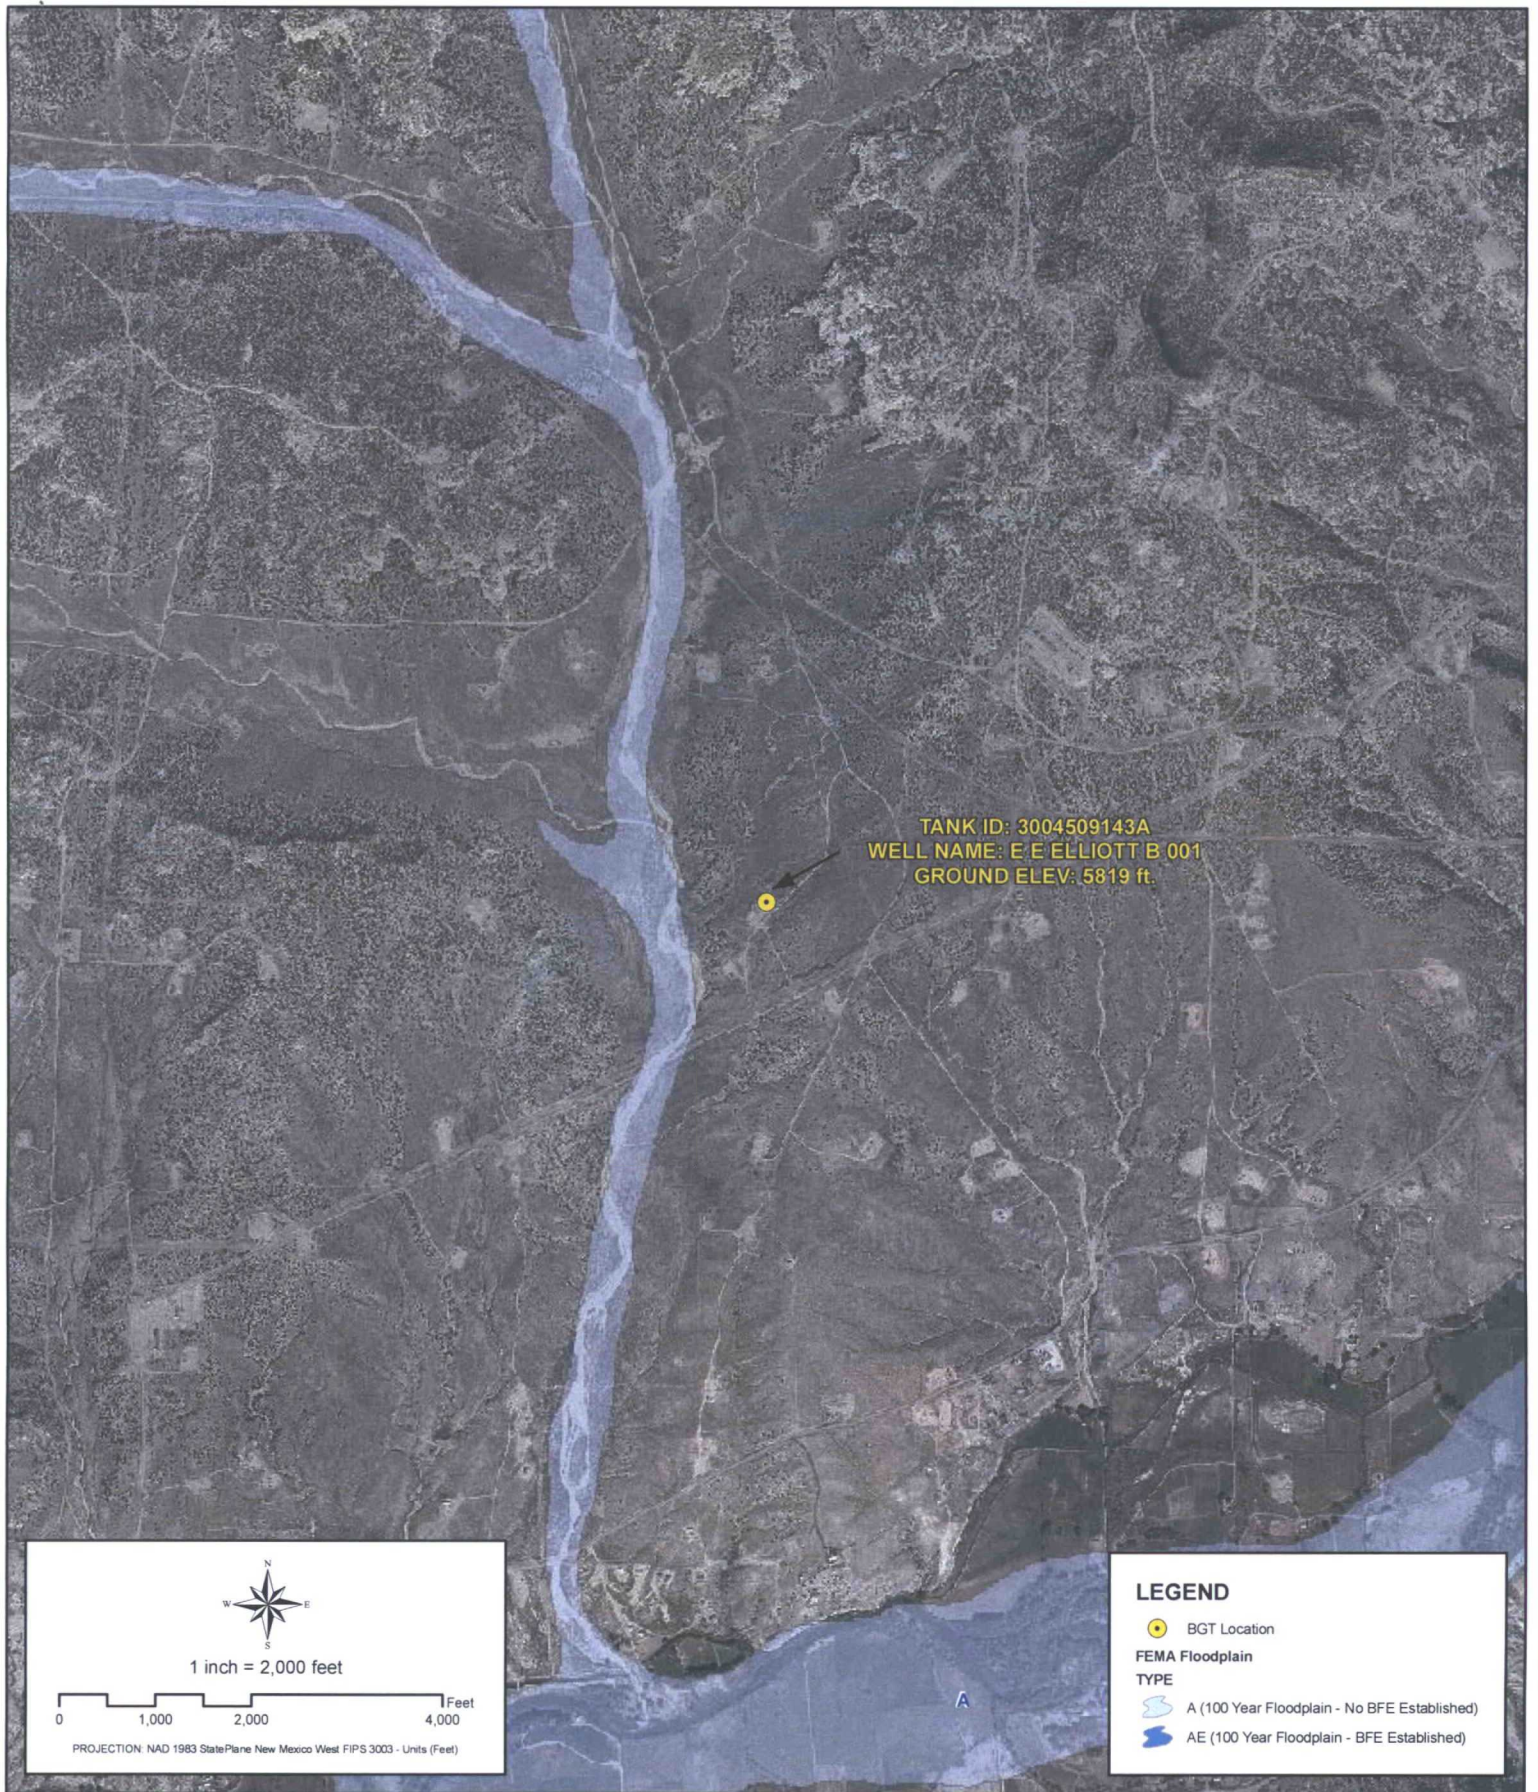 TANK ID: 3004509143A
WELL NAME: E E ELLIOTT B 001
GROUND ELEV: 5819 ft.
A
N
W E
S
1 inch = 2,000 feet
Feet
0 1,000 2,000 4,000
PROJECTION: NAD 1983 StatePlane New Mexico West FIPS 3003 - Units (Feet)
LEGEND
BGT Location
FEMA Floodplain
TYPE
A (100 Year Floodplain - No BFE Established)
AE (100 Year Floodplain - BFE Established)